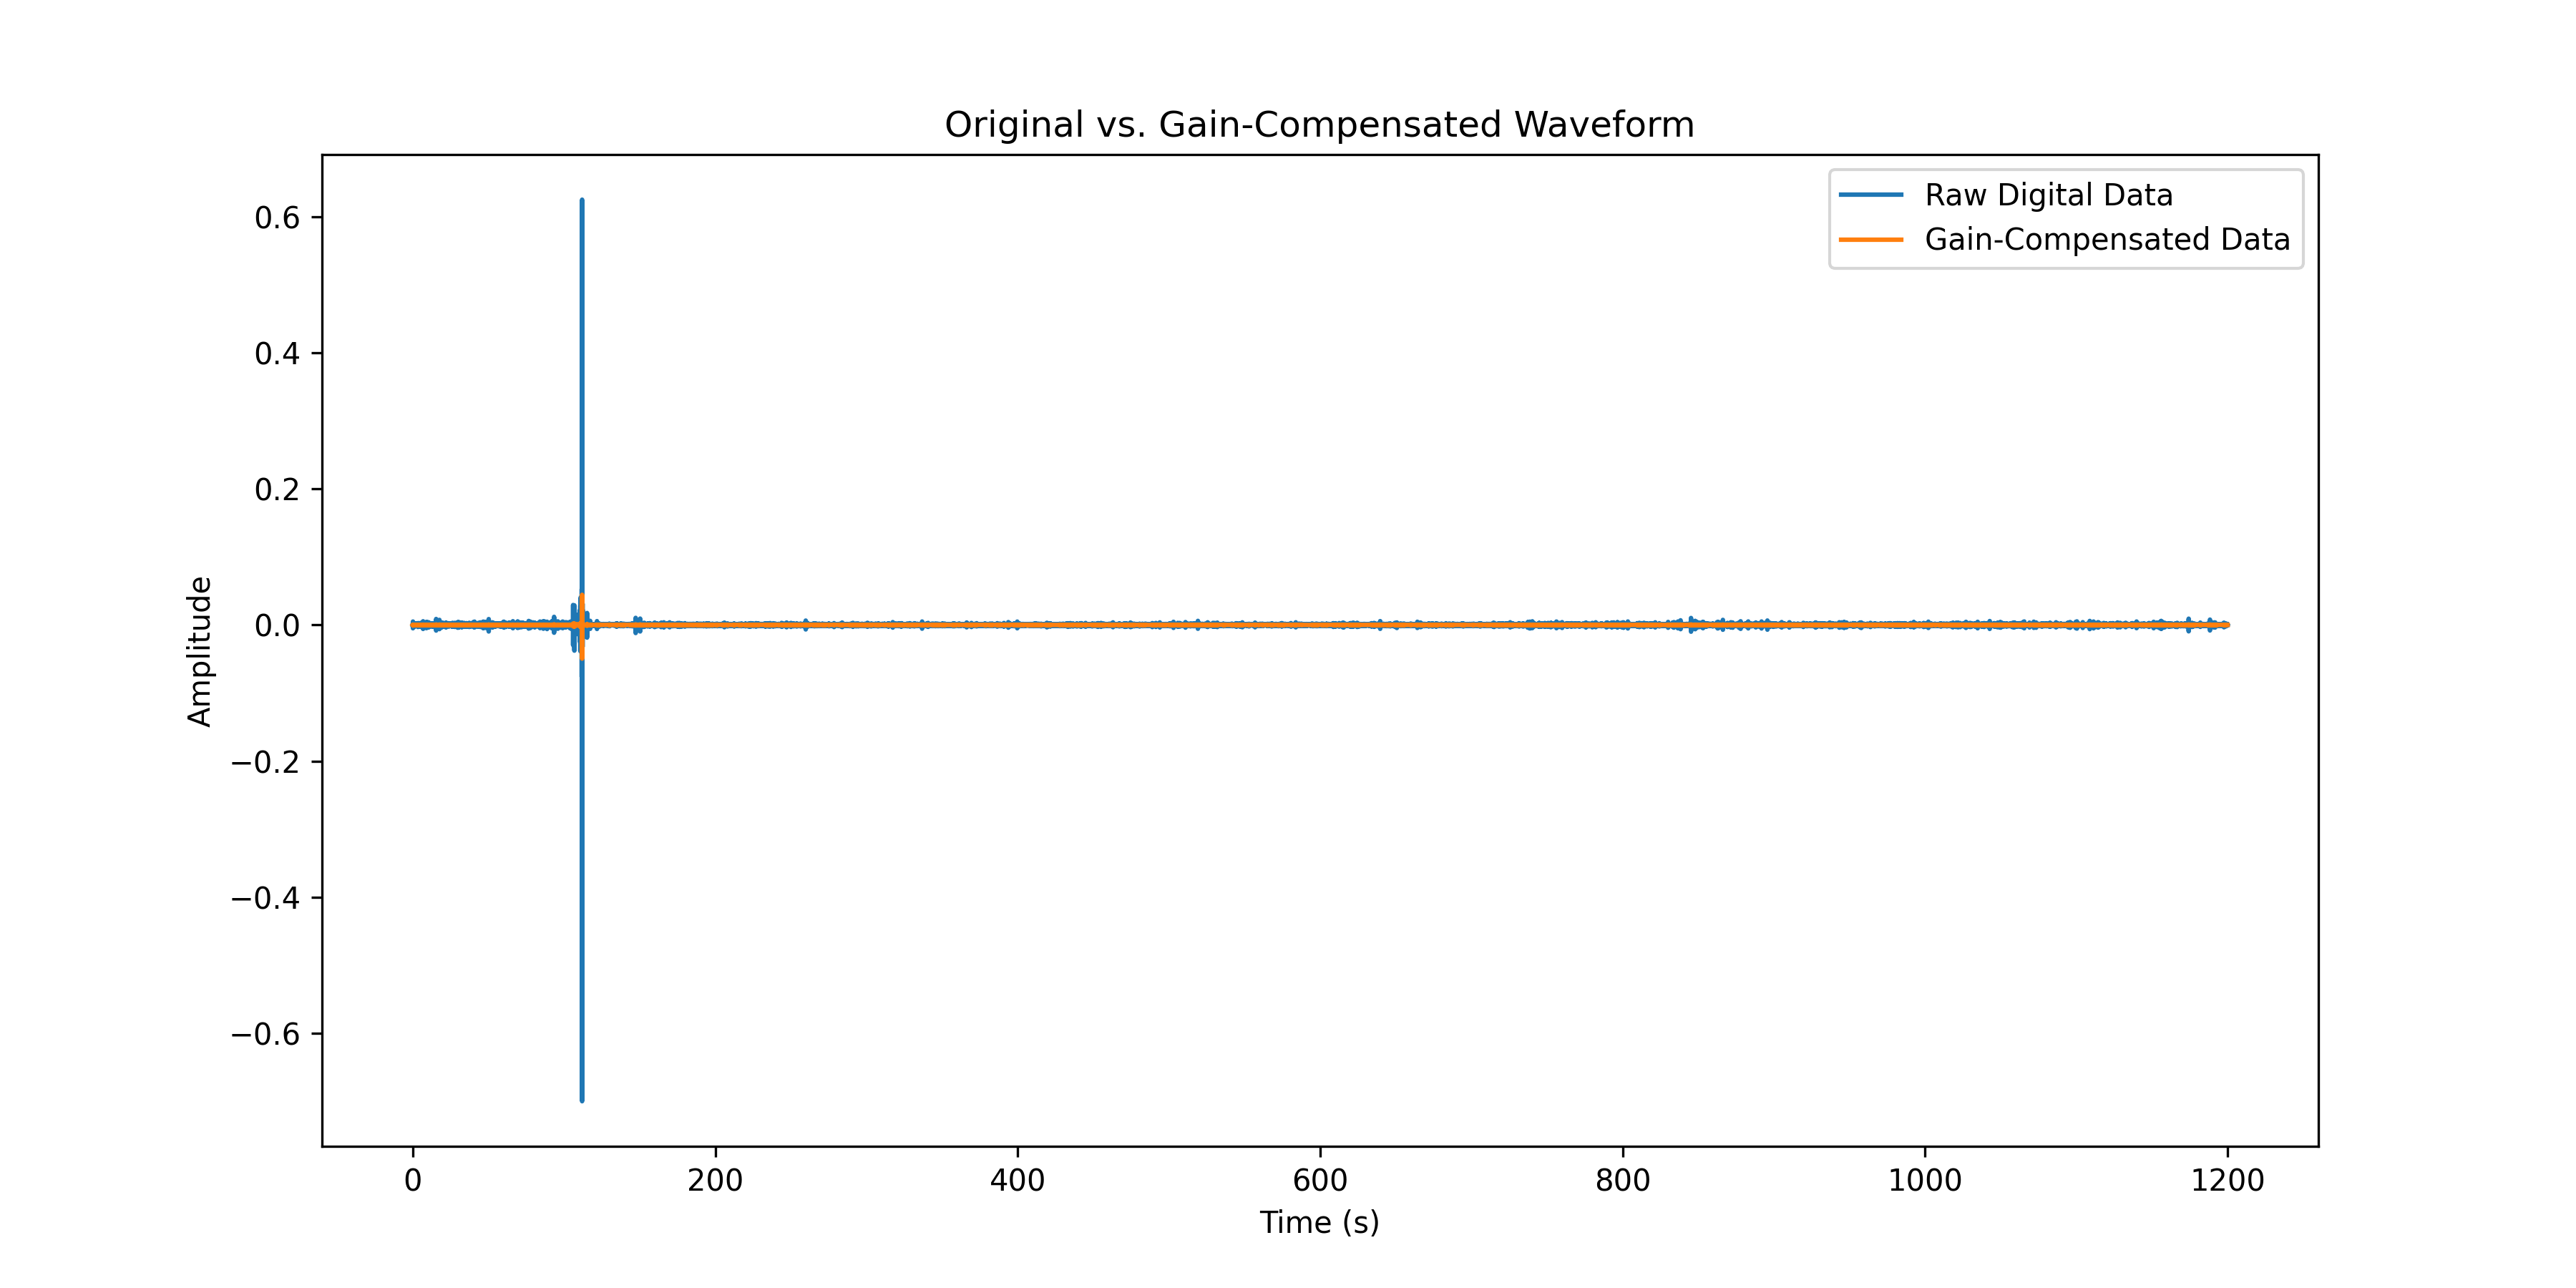 Original vs. Gain-Compensated Waveform
Raw Digital Data
Gain-Compensated Data
0.6
0.4
0.2
0.0
−0.2
−0.4
−0.6
Amplitude
0 200 400 600 800 1000 1200
Time (s)